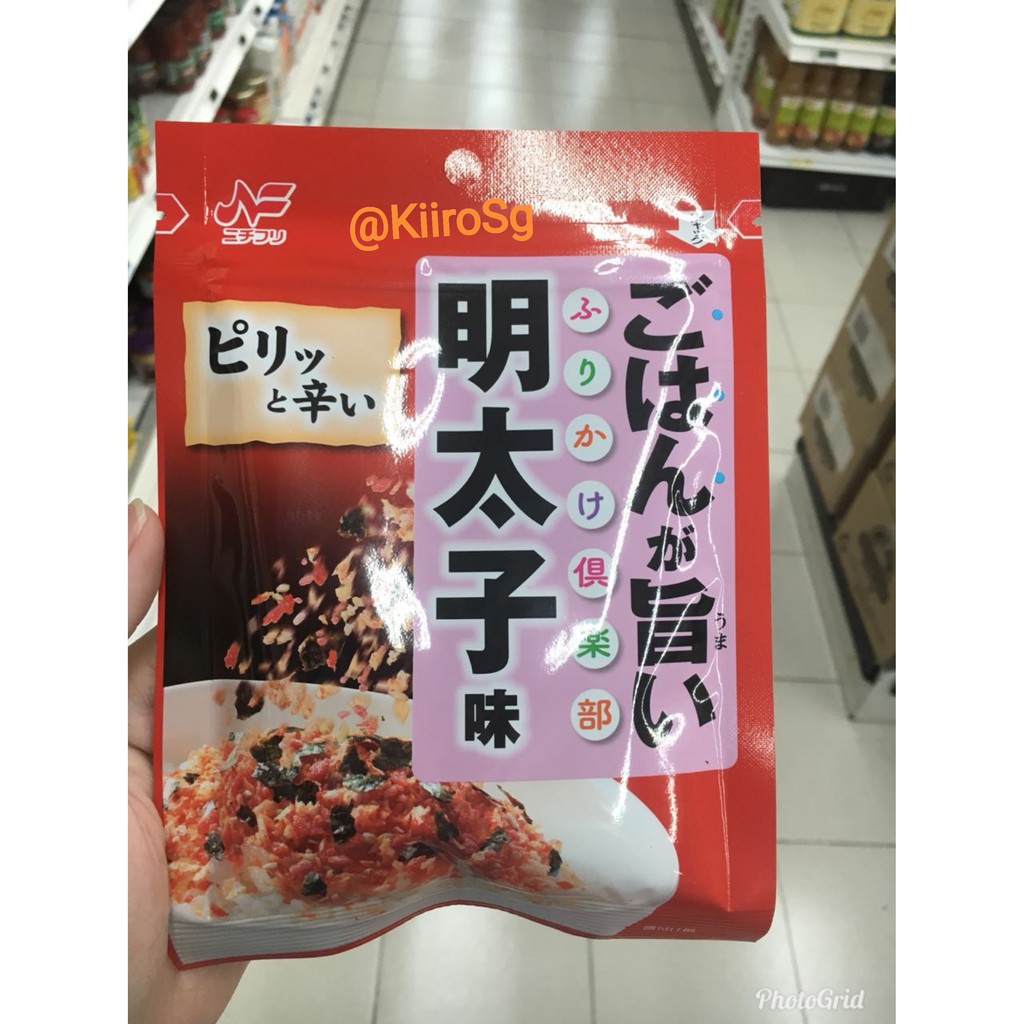 NF
ニチフリ
@KiiroSg
ごはんが旨い
うま
ふりかけ倶楽部
明太子味
ピリッ
と辛い
PhotoGrid